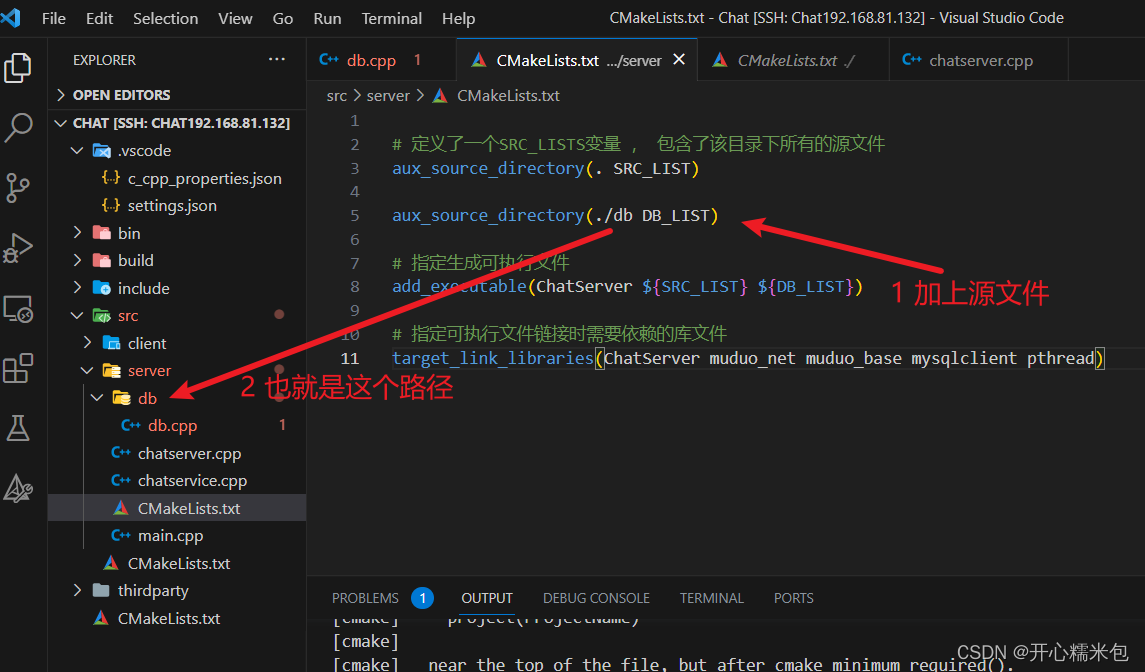 File Edit Selection View Go Run Terminal Help CMakeLists.txt - Chat [SSH: Chat192.168.81.132] - Visual Studio Code
EXPLORER ···
OPEN EDITORS
CHAT [SSH: CHAT192.168.81.132]
.vscode
{..} c_cpp_properties.json
{..} settings.json
bin
build
include
src
client
server
db
C++ db.cpp 1
C++ chatserver.cpp
C++ chatservice.cpp
CMakeLists.txt
C++ main.cpp
CMakeLists.txt
thirdparty
CMakeLists.txt
C++ db.cpp 1
CMakeLists.txt .../server
CMakeLists.txt ./
C++ chatserver.cpp
src > server > CMakeLists.txt
1
2 # 定义了一个SRC_LISTS变量 ， 包含了该目录下所有的源文件
3 aux_source_directory(. SRC_LIST)
4
5 aux_source_directory(./db DB_LIST)
6
7 # 指定生成可执行文件
8 add_executable(ChatServer ${SRC_LIST} ${DB_LIST})
9
10 # 指定可执行文件链接时需要依赖的库文件
11 target_link_libraries(ChatServer muduo_net muduo_base mysqlclient pthread)
1 加上源文件
2 也就是这个路径
PROBLEMS 1 OUTPUT DEBUG CONSOLE TERMINAL PORTS
[cmake] project(ProjectName)
[cmake]
[cmake] near the top of the file, but after cmake_minimum_required().
CSDN @开心糯米包